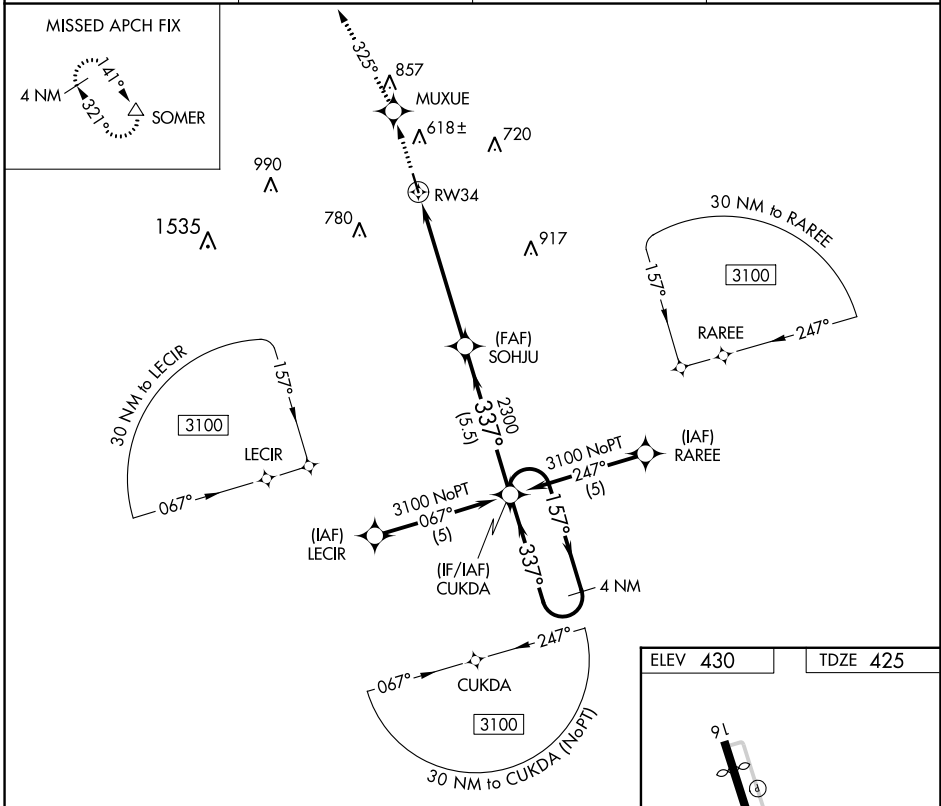 MISSED APCH FIX
4 NM
141°
321°
SOMER
325°
857
MUXUE
618±
720
990
RW34
780
1535
917
30 NM to RAREE
3100
157°
RAREE
247°
(FAF)
SOHJU
30 NM to LECIR
3100
157°
LECIR
067°
2300
337°
(5.5)
(IAF)
RAREE
3100 NoPT
247°
(5)
3100 NoPT
067°
(5)
(IAF)
LECIR
(IF/IAF)
CUKDA
157°
337°
4 NM
067°
247°
CUKDA
3100
30 NM to CUKDA (NoPT)
ELEV 430
TDZE 425
16
P